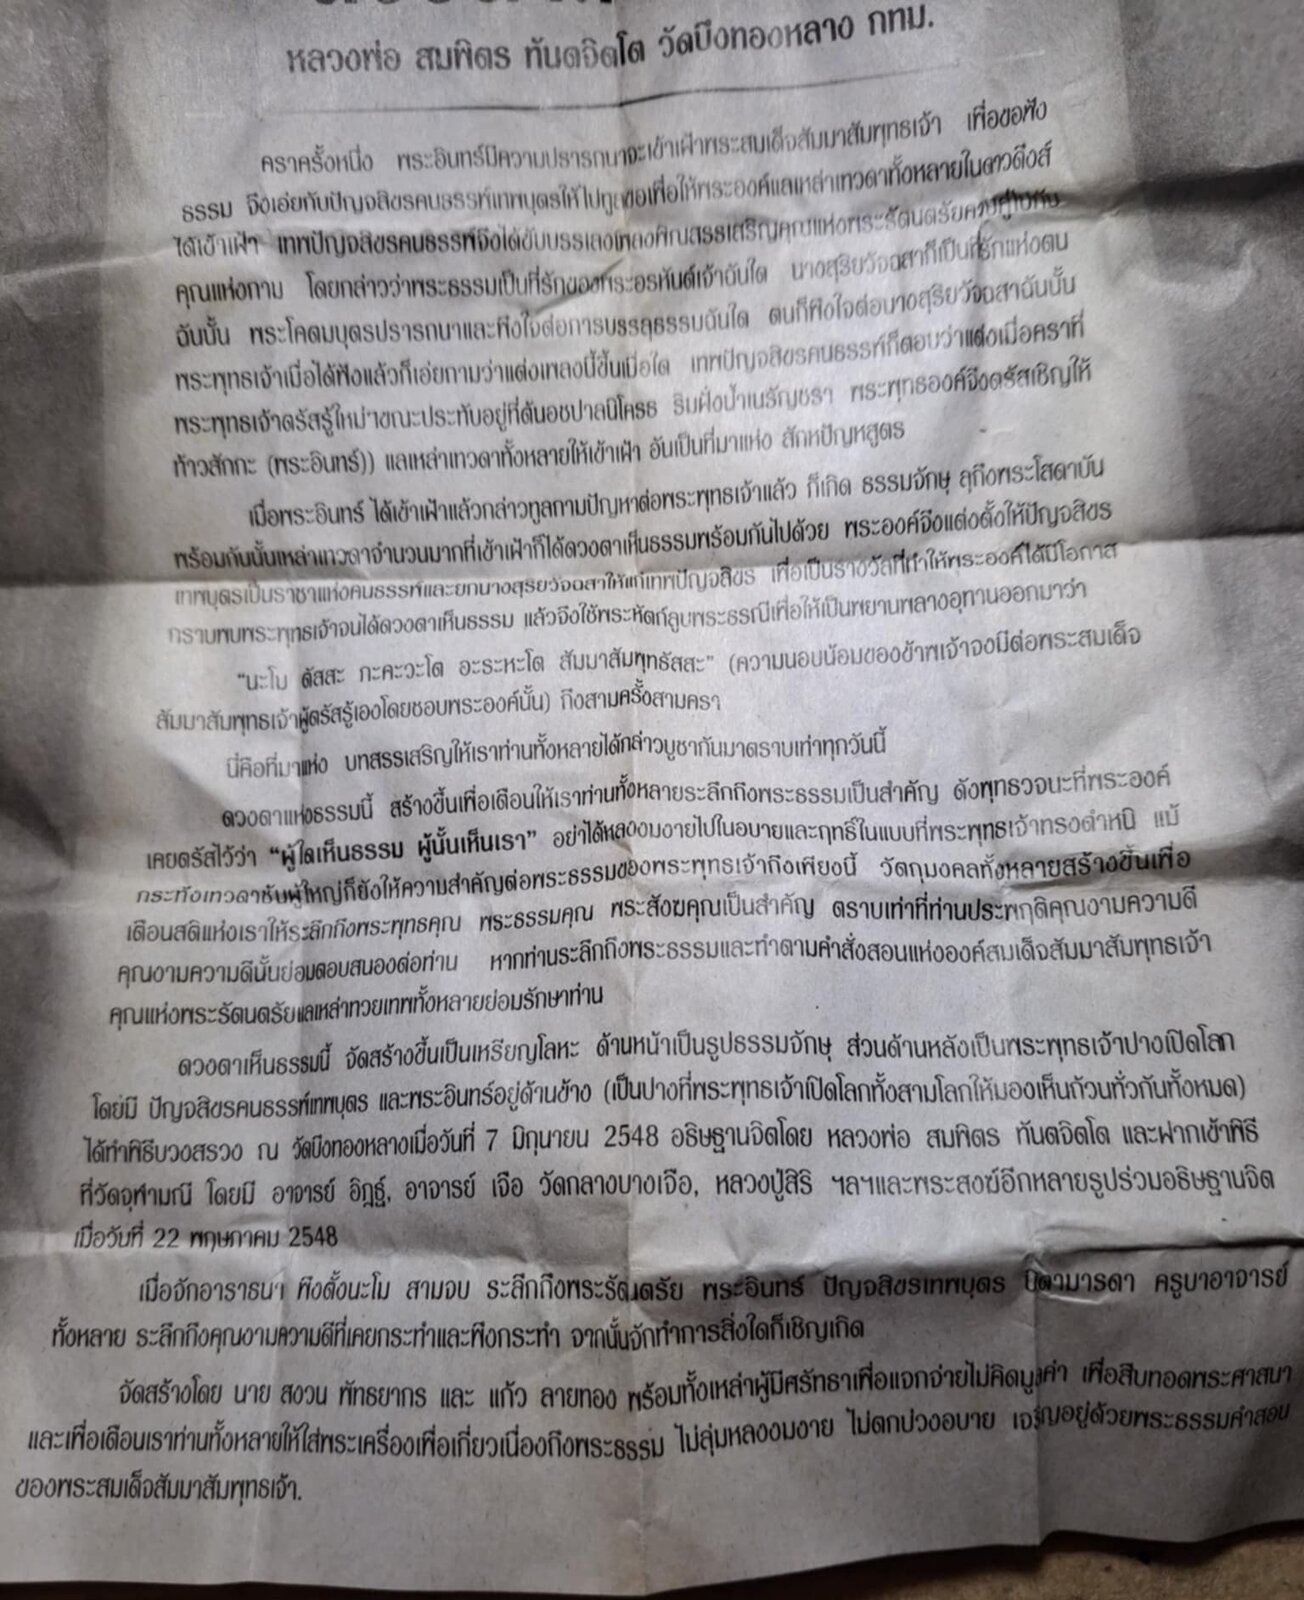 หลวงพ่อ สมพิตร ทันตจิตโต วัดบึงทองหลาง กทม.
คราครั้งหนึ่ง พระอินทร์มีความปรารถนาจะเข้าเฝ้าพระสมเด็จสัมมาสัมพุทธเจ้า เพื่อขอฟัง
ธรรม จึงเอ่ยกับปัญจสิขรคนธรรพ์เทพบุตรให้ไปทูลขอเพื่อให้พระองค์แลเหล่าเทวดาทั้งหลายในดาวดึงส์
ได้เข้าเฝ้า เทพปัญจสิขรคนธรรพ์จึงได้ขับบรรเลงเพลงพิณสรรเสริญคุณแห่งพระรัตนตรัยควบคู่ไปกับ
คุณแห่งกาม โดยกล่าวว่าพระธรรมเป็นที่รักของพระอรหันต์เจ้าฉันใด นางสุริยวัจฉสาก็เป็นที่รักแห่งตน
ฉันนั้น พระโคดมบุตรปรารถนาและพึงใจต่อการบรรลุธรรมฉันใด ตนก็พึงใจต่อนางสุริยวัจฉสาฉันนั้น
พระพุทธเจ้าเมื่อได้ฟังแล้วก็เอ่ยถามว่าแต่งเพลงนี้ขึ้นเมื่อใด เทพปัญจสิขรคนธรรพ์ก็ตอบว่าแต่งเมื่อคราที่
พระพุทธเจ้าตรัสรู้ใหม่ๆขณะประทับอยู่ที่ต้นอชปาลนิโครธ ริมฝั่งน้ำเนรัญชรา พระพุทธองค์จึงตรัสเชิญให้
ท้าวสักกะ (พระอินทร์)) แลเหล่าเทวดาทั้งหลายให้เข้าเฝ้า อันเป็นที่มาแห่ง สักหปัญหสูตร
เมื่อพระอินทร์ ได้เข้าเฝ้าแล้วกล่าวทูลถามปัญหาต่อพระพุทธเจ้าแล้ว ก็เกิด ธรรมจักษุ ลุถึงพระโสดาบัน
พร้อมกันนั้นเหล่าเทวดาจำนวนมากที่เข้าเฝ้าก็ได้ดวงตาเห็นธรรมพร้อมกันไปด้วย พระองค์จึงแต่งตั้งให้ปัญจสิขร
เทพบุตรเป็นราชาแห่งคนธรรพ์และยกนางสุริยวัจฉสาให้แก่เทพปัญจสิขร เพื่อเป็นรางวัลที่ทำให้พระองค์ได้มีโอกาส
กราบพบพระพุทธเจ้าจนได้ดวงตาเห็นธรรม แล้วจึงใช้พระหัตถ์ลูบพระธรณีเพื่อให้เป็นพยานพลางอุทานออกมาว่า
"นะโม ตัสสะ ภะคะวะโต อะระหะโต สัมมาสัมพุทธัสสะ" (ความนอบน้อมของข้าพเจ้าจงมีต่อพระสมเด็จ
สัมมาสัมพุทธเจ้าผู้ตรัสรู้เองโดยชอบพระองค์นั้น) ถึงสามครั้งสามครา
นี่คือที่มาแห่ง บทสรรเสริญให้เราท่านทั้งหลายได้กล่าวบูชากันมาตราบเท่าทุกวันนี้
ดวงตาแห่งธรรมนี้ สร้างขึ้นเพื่อเตือนให้เราท่านทั้งหลายระลึกถึงพระธรรมเป็นสำคัญ ดังพุทธวจนะที่พระองค์
เคยตรัสไว้ว่า "ผู้ใดเห็นธรรม ผู้นั้นเห็นเรา" อย่าได้หลงงมงายไปในอบายและฤทธิ์ในแบบที่พระพุทธเจ้าทรงตำหนิ แม้
กระทั่งเทวดาชั้นผู้ใหญ่ก็ยังให้ความสำคัญต่อพระธรรมของพระพุทธเจ้าถึงเพียงนี้ วัตถุมงคลทั้งหลายสร้างขึ้นเพื่อ
เตือนสติแห่งเราให้ระลึกถึงพระพุทธคุณ พระธรรมคุณ พระสังฆคุณเป็นสำคัญ ตราบเท่าที่ท่านประพฤติคุณงามความดี
คุณงามความดีนั้นย่อมตอบสนองต่อท่าน หากท่านระลึกถึงพระธรรมและทำตามคำสั่งสอนแห่งองค์สมเด็จสัมมาสัมพุทธเจ้า
คุณแห่งพระรัตนตรัยแลเหล่าทวยเทพทั้งหลายย่อมรักษาท่าน
ดวงตาเห็นธรรมนี้ จัดสร้างขึ้นเป็นเหรียญโลหะ ด้านหน้าเป็นรูปธรรมจักษุ ส่วนด้านหลังเป็นพระพุทธเจ้าปางเปิดโลก
โดยมี ปัญจสิขรคนธรรพ์เทพบุตร และพระอินทร์อยู่ด้านข้าง (เป็นปางที่พระพุทธเจ้าเปิดโลกทั้งสามโลกให้มองเห็นถ้วนทั่วกันทั้งหมด)
ได้ทำพิธีบวงสรวง ณ วัดบึงทองหลางเมื่อวันที่ 7 มิถุนายน 2548 อธิษฐานจิตโดย หลวงพ่อ สมพิตร ทันตจิตโต และฝากเข้าพิธี
ที่วัดจุฬามณี โดยมี อาจารย์ อิฏฐ์, อาจารย์ เจือ วัดกลางบางเจือ, หลวงปู่สิริ ฯลฯและพระสงฆ์อีกหลายรูปร่วมอธิษฐานจิต
เมื่อวันที่ 22 พฤษภาคม 2548
เมื่อจักอาราธนา พึงตั้งนะโม สามจบ ระลึกถึงพระรัตนตรัย พระอินทร์ ปัญจสิขรเทพบุตร บิดามารดา ครูบาอาจารย์
ทั้งหลาย ระลึกถึงคุณงามความดีที่เคยกระทำและพึงกระทำ จากนั้นจักทำการสิ่งใดก็เชิญเถิด
จัดสร้างโดย นาย สงวน พัทธยากร และ แก้ว ลายทอง พร้อมทั้งเหล่าผู้มีศรัทธาเพื่อแจกจ่ายไม่คิดมูลค่า เพื่อสืบทอดพระศาสนา
และเพื่อเตือนเราท่านทั้งหลายให้ใส่พระเครื่องเพื่อเกี่ยวเนื่องถึงพระธรรม ไม่ลุ่มหลงงมงาย ไม่ตกบ่วงอบาย เจริญอยู่ด้วยพระธรรมคำสอน
ของพระสมเด็จสัมมาสัมพุทธเจ้า.